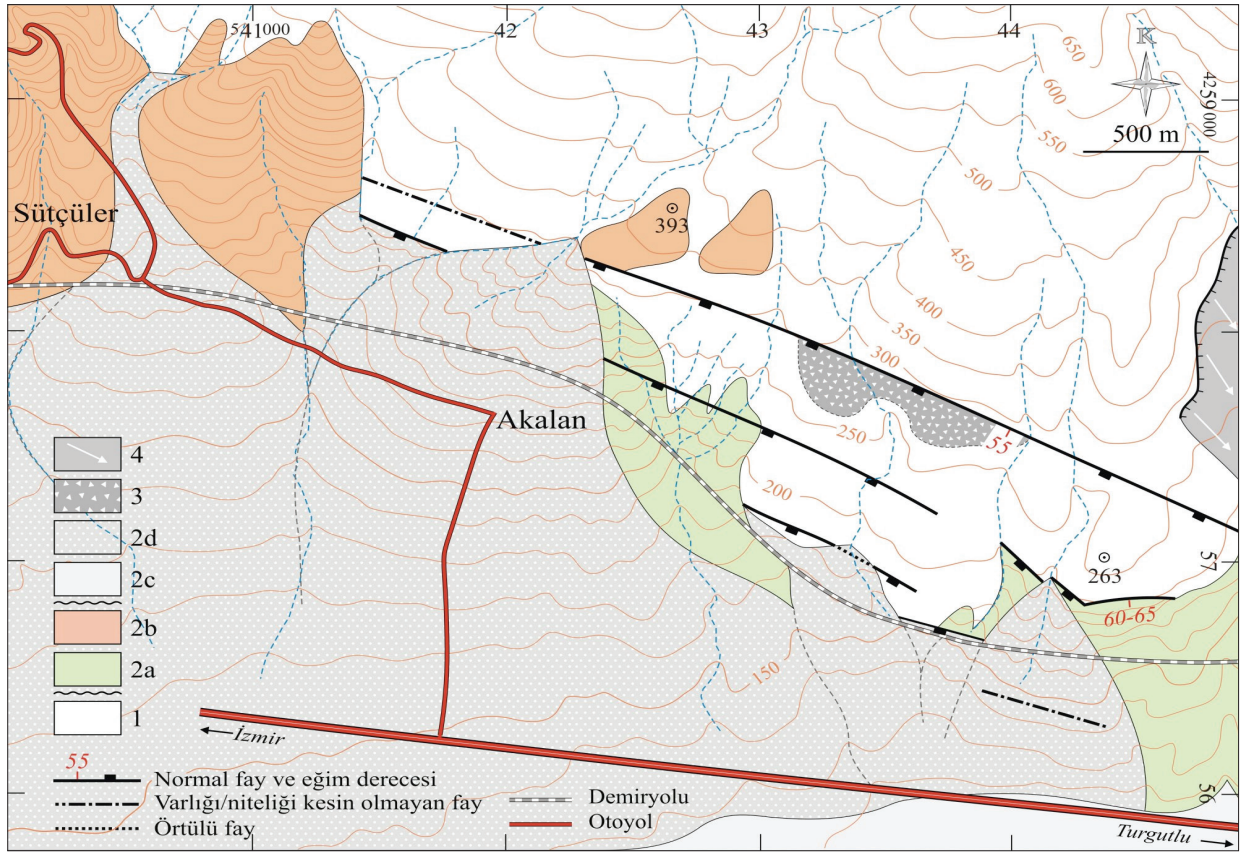 541000
42
43
44
650
600
550
500
450
400
350
300
250
200
150
K
4259000
500 m
Sütçüler
393
Akalan
55
263
57
60-65
56
4
3
2d
2c
2b
2a
1
55
Normal fay ve eğim derecesi
Varlığı/niteliği kesin olmayan fay
Örtülü fay
Demiryolu
Otoyol
İzmir
Turgutlu